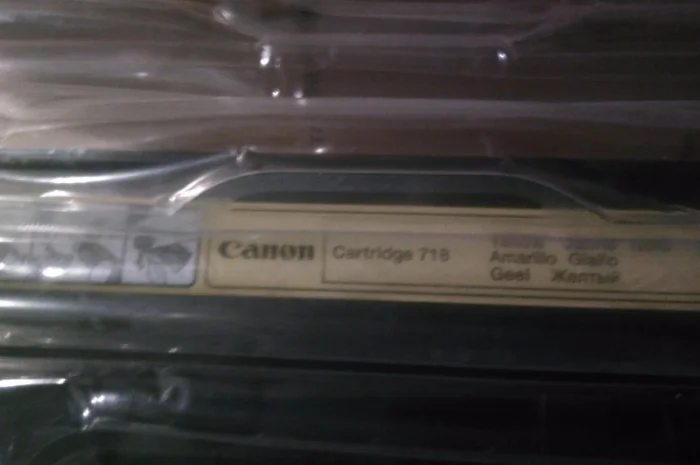 Canon
Cartridge 718
Amarillo Giallo
Geel Желтый